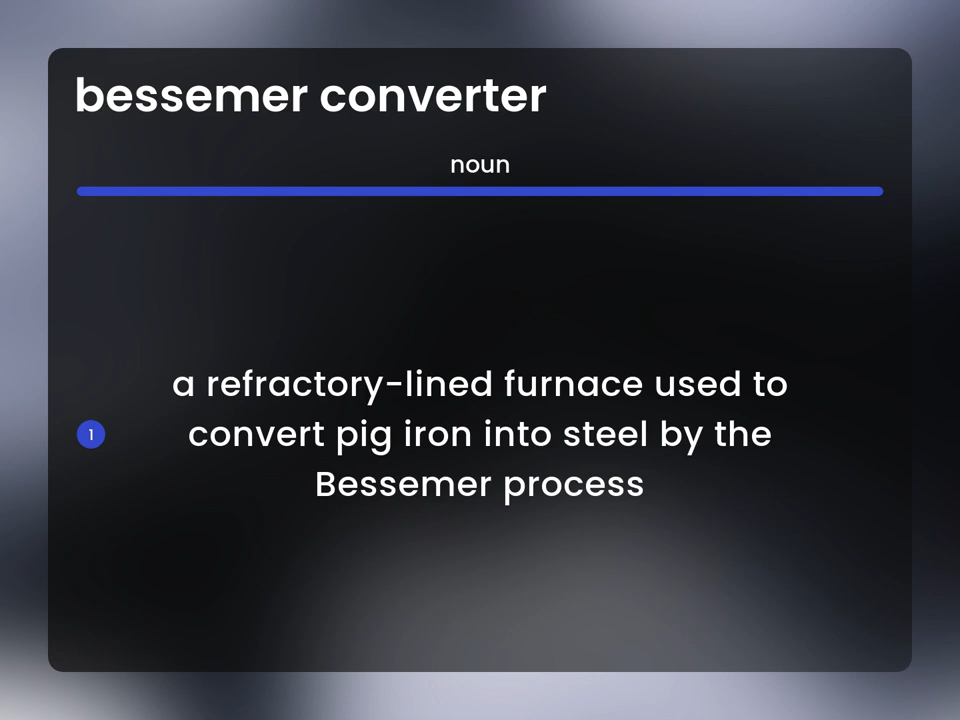 bessemer converter
noun
a refractory-lined furnace used to
1 convert pig iron into steel by the
Bessemer process